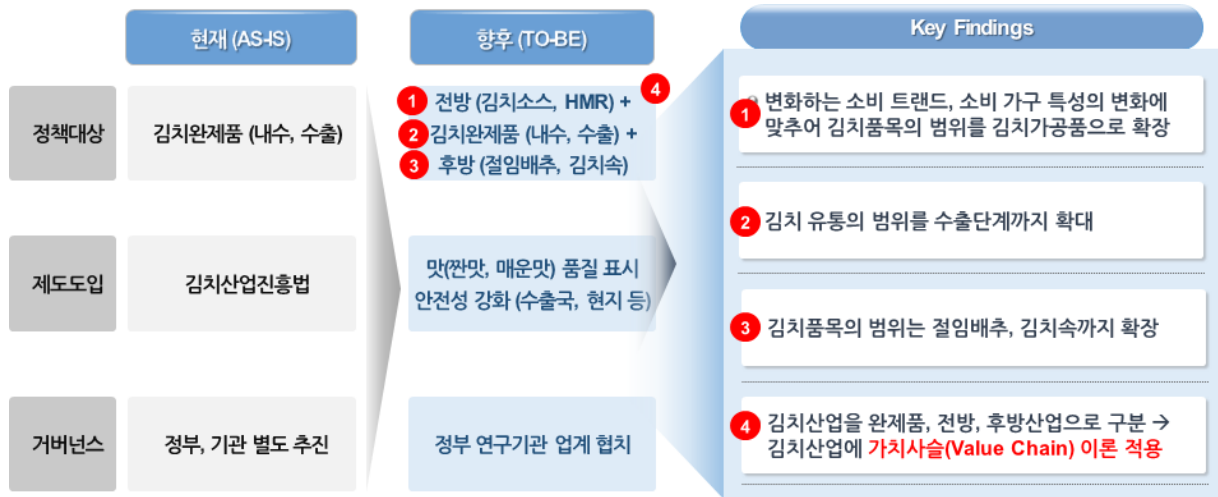 현재 (AS-IS)
향후 (TO-BE)
Key Findings
정책대상
김치완제품 (내수, 수출)
1 전방 (김치소스, HMR) + 4
2 김치완제품 (내수, 수출) +
3 후방 (절임배추, 김치속)
제도도입
김치산업진흥법
맛(짠맛, 매운맛) 품질 표시
안전성 강화 (수출국, 현지 등)
거버넌스
정부, 기관 별도 추진
정부 연구기관 업계 협치
1 변화하는 소비 트랜드, 소비 가구 특성의 변화에
맞추어 김치품목의 범위를 김치가공품으로 확장
2 김치 유통의 범위를 수출단계까지 확대
3 김치품목의 범위는 절임배추, 김치속까지 확장
4 김치산업을 완제품, 전방, 후방산업으로 구분 →
김치산업에 가치사슬(Value Chain) 이론 적용